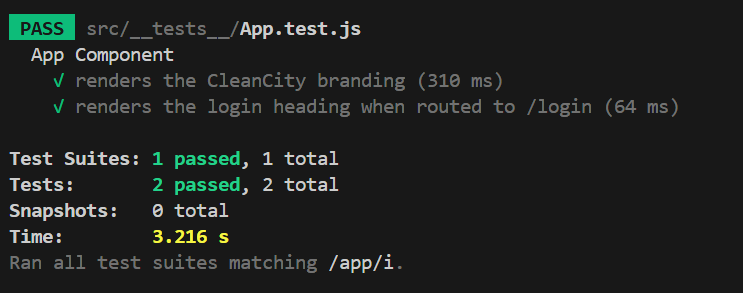 PASS src/__tests__/App.test.js
App Component
√ renders the CleanCity branding (310 ms)
√ renders the login heading when routed to /login (64 ms)
Test Suites: 1 passed, 1 total
Tests: 2 passed, 2 total
Snapshots: 0 total
Time: 3.216 s
Ran all test suites matching /app/i.